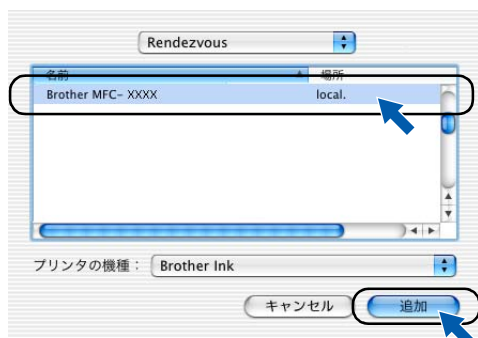 Rendezvous
名前 場所
Brother MFC- XXXX local.
プリンタの機種： Brother Ink
キャンセル 追加